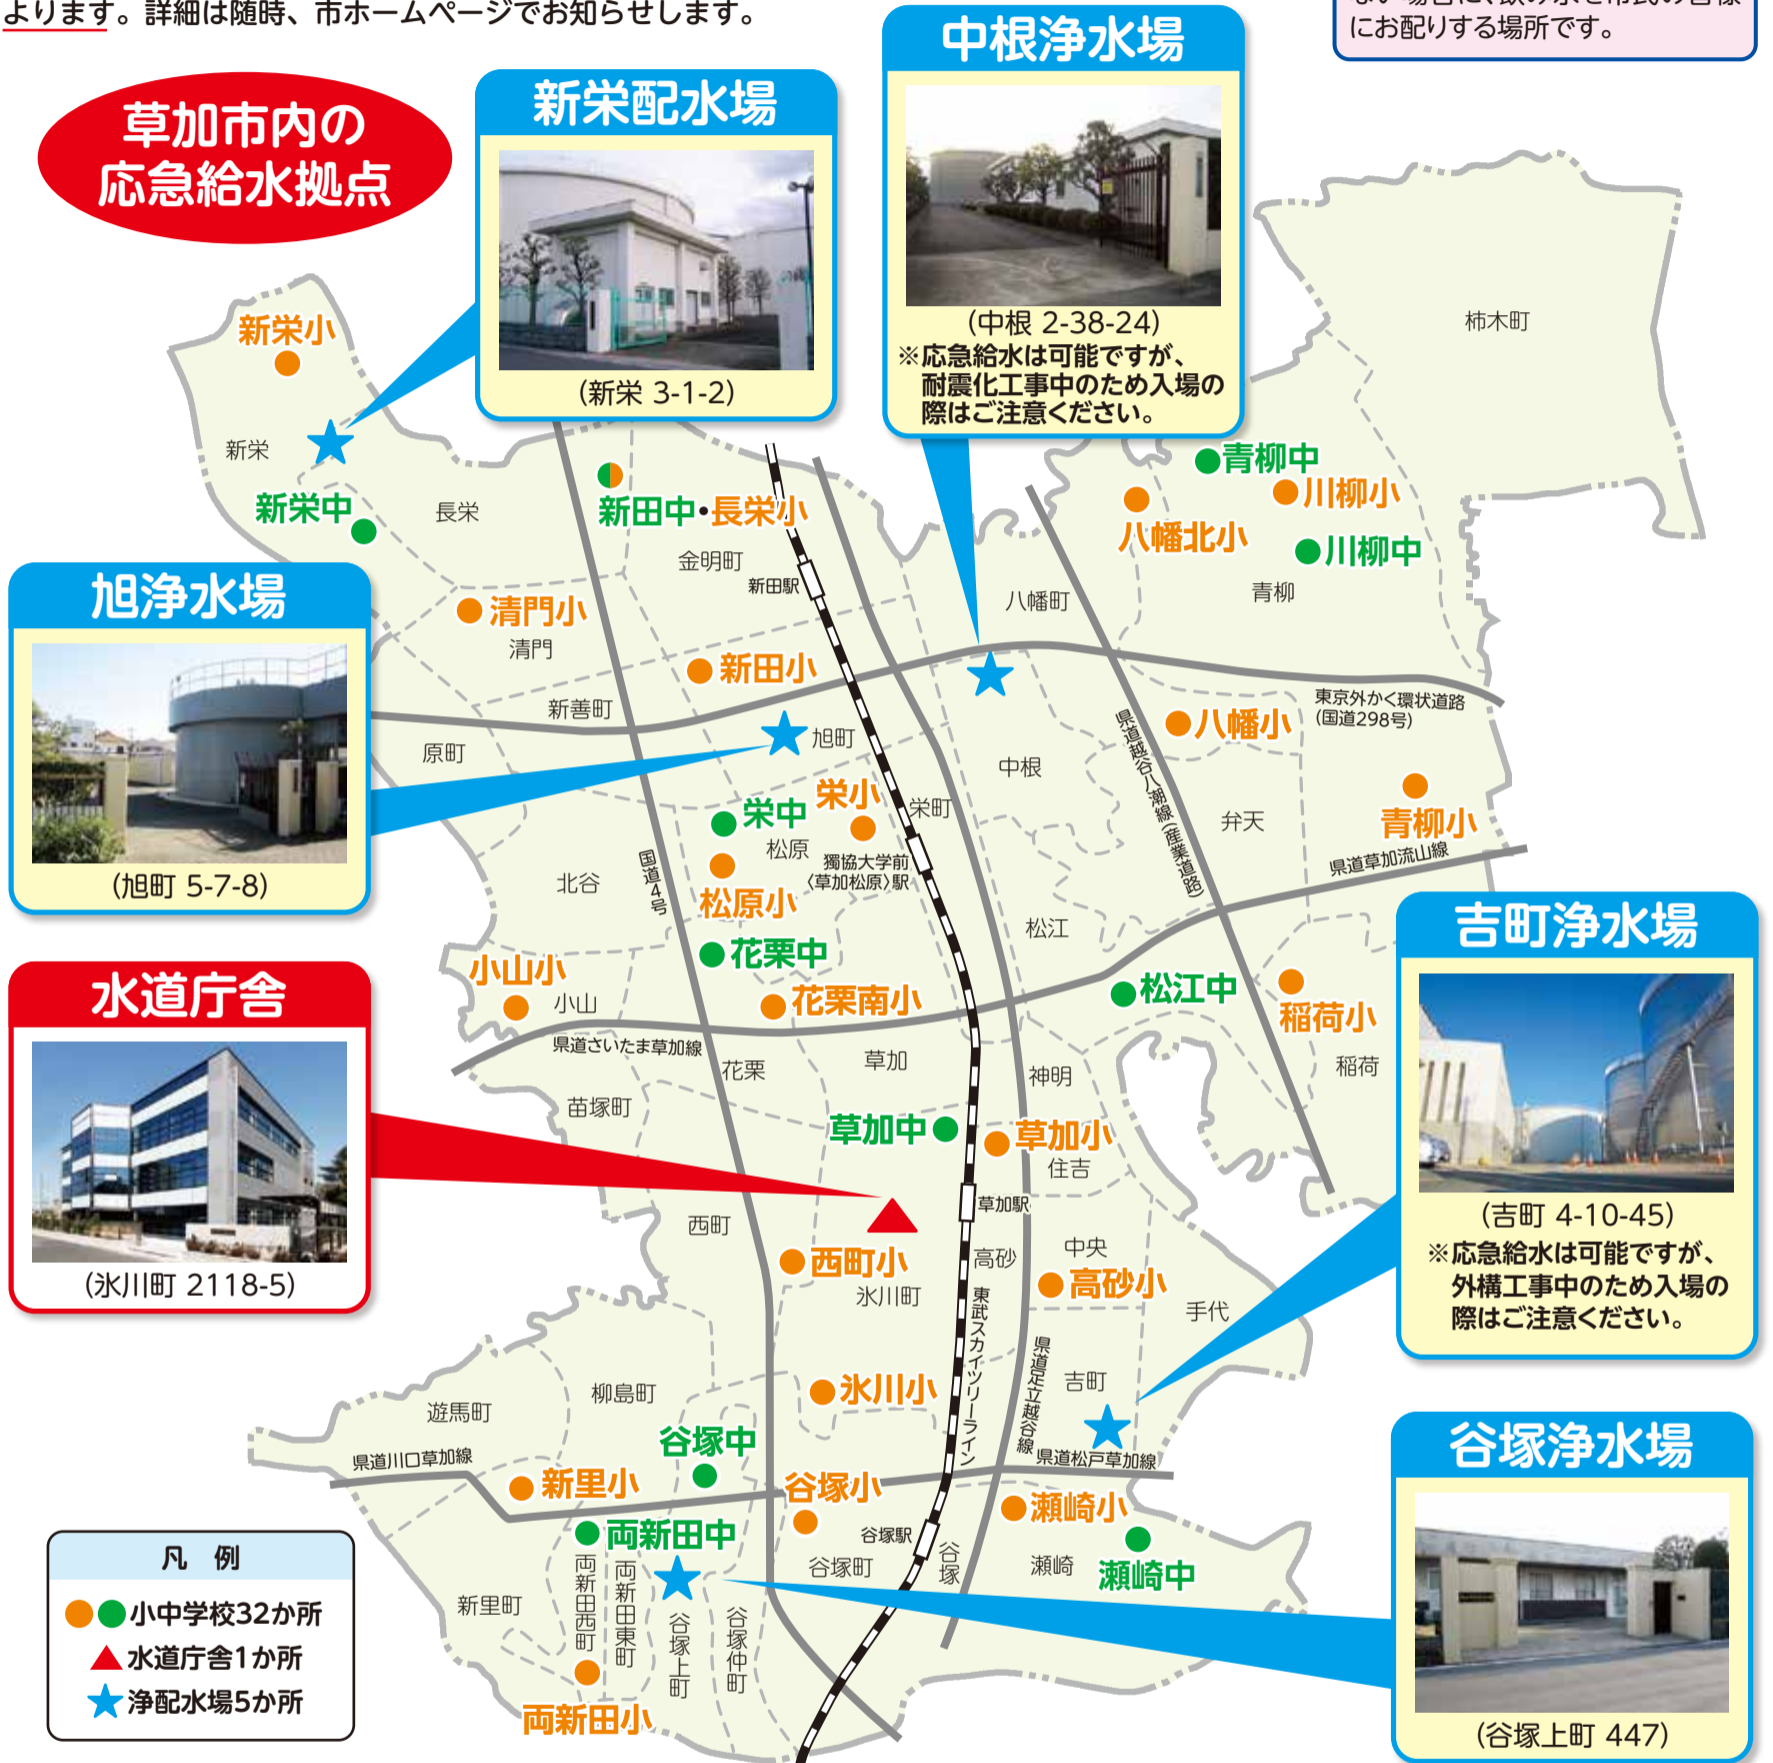 よります。詳細は随時、市ホームページでお知らせします。
にお配りする場所です。
草加市内の
応急給水拠点
新栄配水場
(新栄 3-1-2)
中根浄水場
(中根 2-38-24)
※応急給水は可能ですが、
耐震化工事中のため入場の
際はご注意ください。
旭浄水場
(旭町 5-7-8)
水道庁舎
(氷川町 2118-5)
吉町浄水場
(吉町 4-10-45)
※応急給水は可能ですが、
外構工事中のため入場の
際はご注意ください。
谷塚浄水場
(谷塚上町 447)
新栄小
新栄
新栄中
長栄
新田中・長栄小
金明町
新田駅
清門小
清門
新田小
新善町
原町
旭町
柿木町
青柳中
川柳小
八幡北小
川柳中
青柳
八幡町
東京外かく環状道路
(国道298号)
八幡小
県道越谷八潮線(産業道路)
中根
弁天
青柳小
県道草加流山線
栄小
栄町
栄中
松原
獨協大学前
〈草加松原〉駅
松原小
国道4号
北谷
松江
花栗中
小山小
小山
花栗南小
松江中
稲荷小
稲荷
県道さいたま草加線
花栗
草加
神明
苗塚町
草加中
草加小
住吉
草加駅
西町
西町小
氷川町
高砂
中央
高砂小
手代
東武スカイツリーライン
県道足立越谷線
吉町
柳島町
遊馬町
氷川小
谷塚中
県道川口草加線
県道松戸草加線
新里小
谷塚小
瀬崎小
両新田中
谷塚駅
谷塚町
谷塚
瀬崎
瀬崎中
新里町
両新田西町
両新田東町
谷塚上町
谷塚仲町
両新田小
凡 例
小中学校32か所
水道庁舎1か所
浄配水場5か所